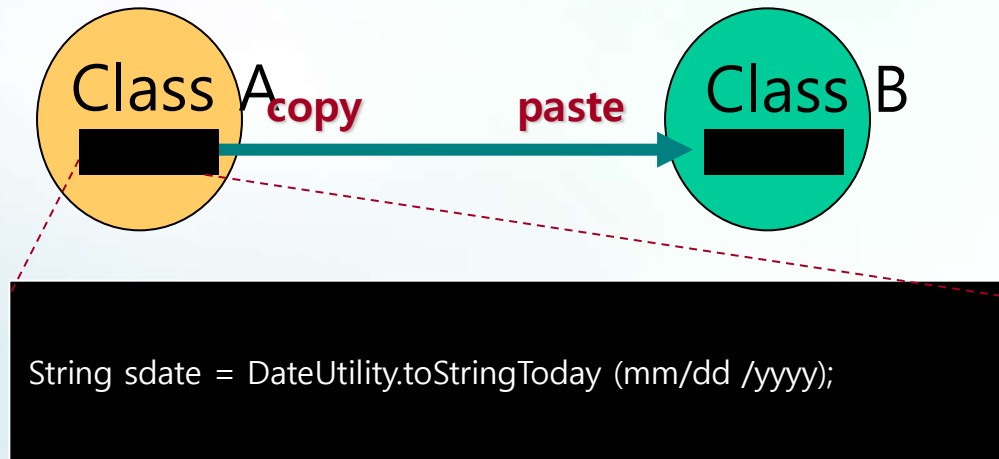 Class A
Class B
copy
paste
String sdate = DateUtility.toStringToday (mm/dd /yyyy);